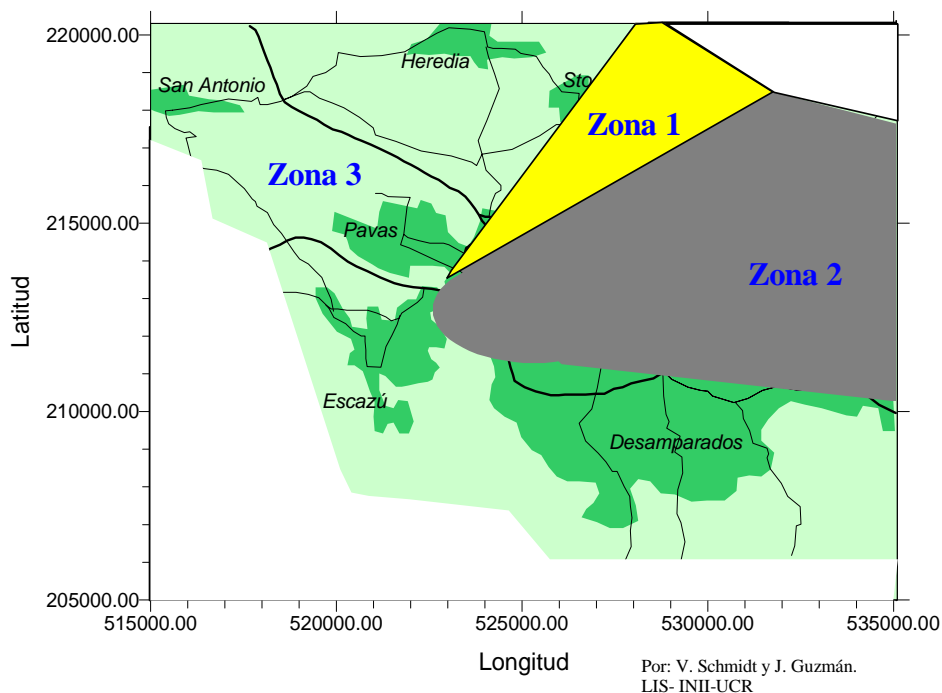 220000.00
Heredia
San Antonio
Sto
Zona 1
Zona 3
215000.00
Pavas
Zona 2
Latitud
210000.00
Escazú
Desamparados
205000.00
515000.00 520000.00 525000.00 530000.00 535000.00
Longitud
Por: V. Schmidt y J. Guzmán.
LIS- INII-UCR